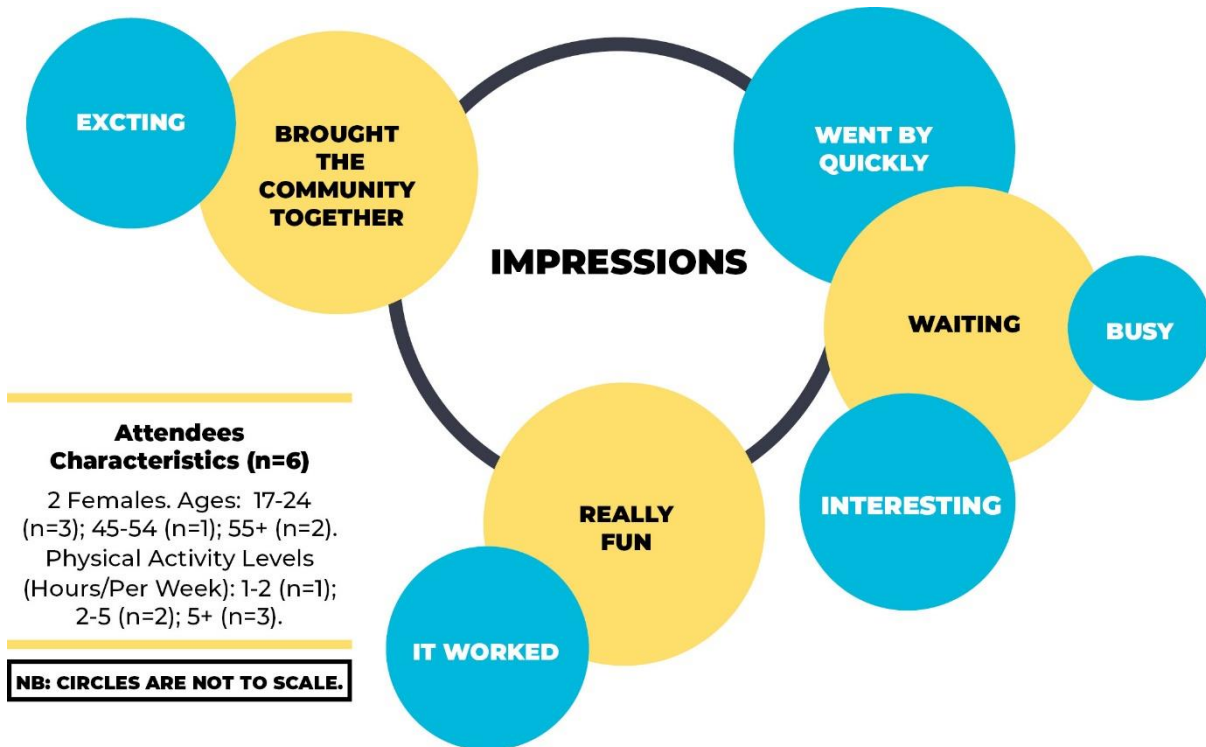 EXCTING
BROUGHT
THE
COMMUNITY
TOGETHER
WENT BY
QUICKLY
IMPRESSIONS
WAITING
BUSY
INTERESTING
REALLY
FUN
IT WORKED
Attendees
Characteristics (n=6)
2 Females. Ages: 17-24
(n=3); 45-54 (n=1); 55+ (n=2).
Physical Activity Levels
(Hours/Per Week): 1-2 (n=1);
2-5 (n=2); 5+ (n=3).
NB: CIRCLES ARE NOT TO SCALE.